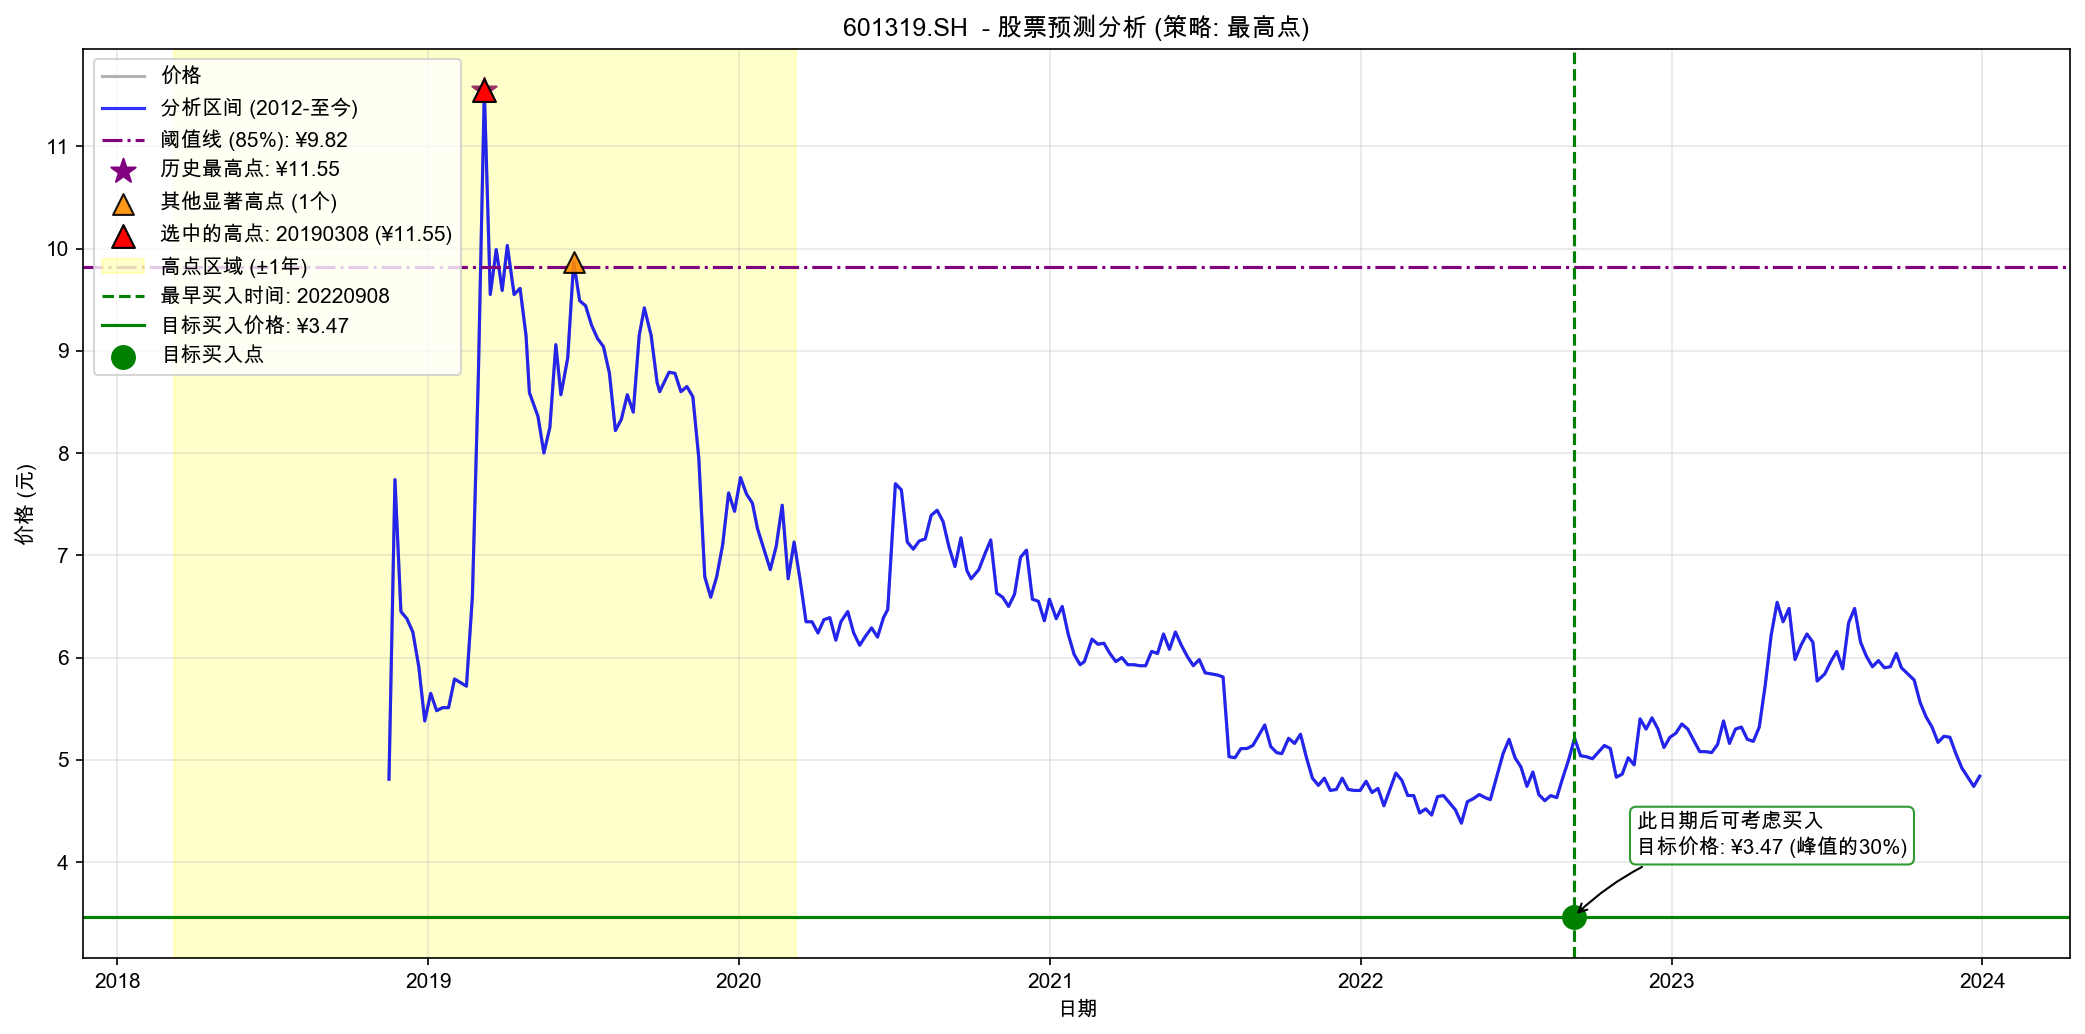 601319.SH - 股票预测分析 (策略: 最高点)
价格
分析区间 (2012-至今)
阈值线 (85%): ¥9.82
历史最高点: ¥11.55
其他显著高点 (1个)
选中的高点: 20190308 (¥11.55)
高点区域 (±1年)
最早买入时间: 20220908
目标买入价格: ¥3.47
目标买入点
11
10
9
8
7
6
5
4
价格 (元)
此日期后可考虑买入
目标价格: ¥3.47 (峰值的30%)
2018
2019
2020
2021
2022
2023
2024
日期